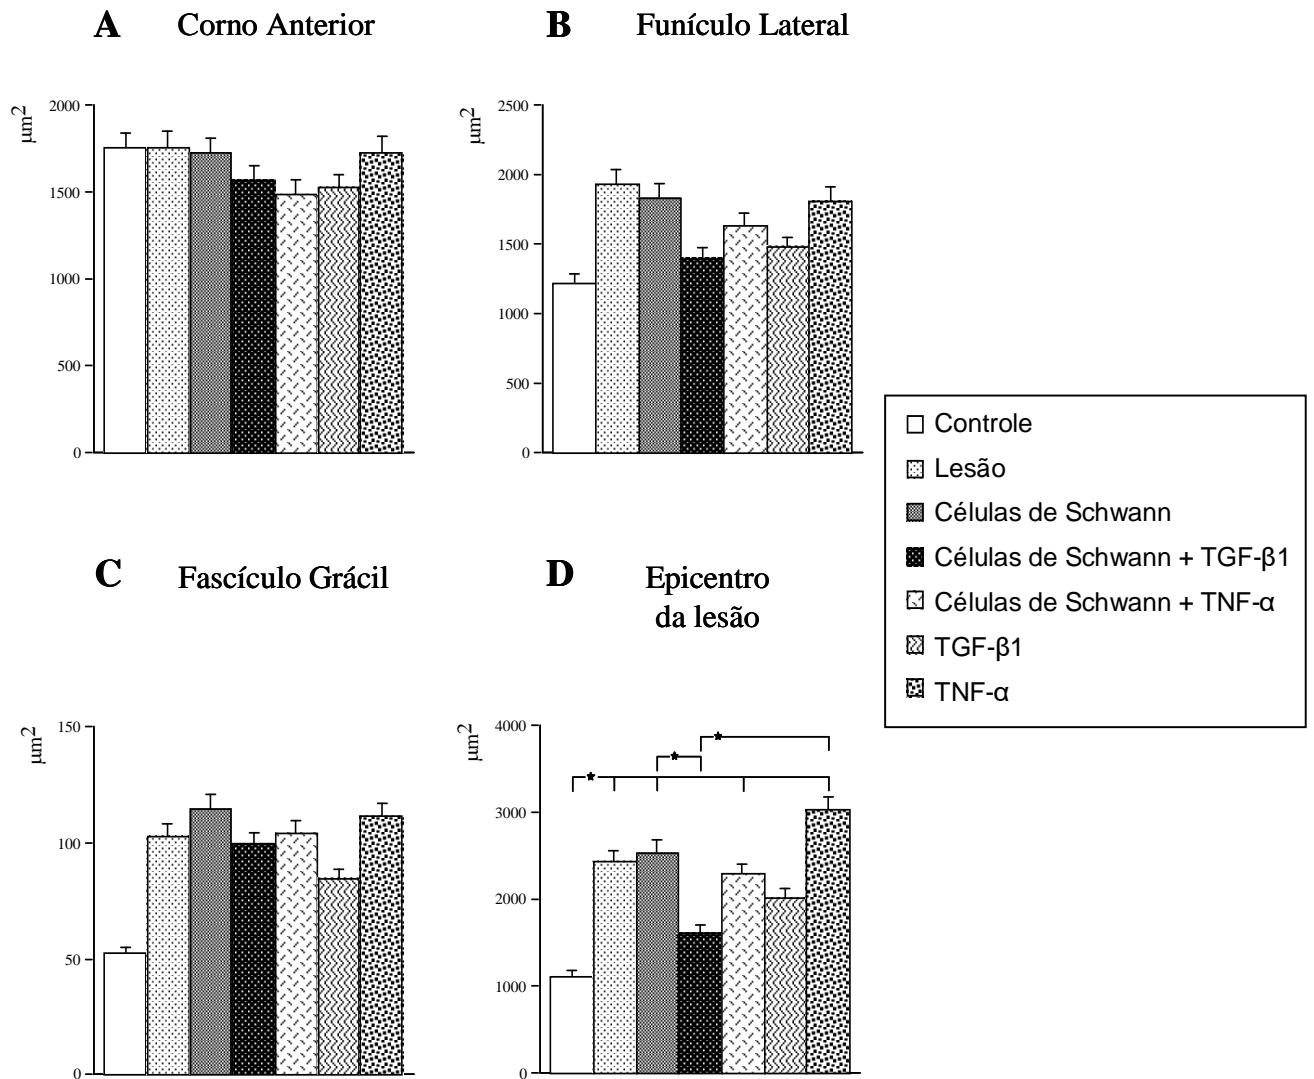 A Corno Anterior
B Funículo Lateral
μm2
2000
1500
1000
500
0
μm2
2500
2000
1500
1000
500
0
Controle
Lesão
Células de Schwann
Células de Schwann + TGF-β1
Células de Schwann + TNF-α
TGF-β1
TNF-α
C Fascículo Grácil
D Epicentro
da lesão
μm2
150
100
50
0
μm2
4000
3000
2000
1000
0
*
*
*